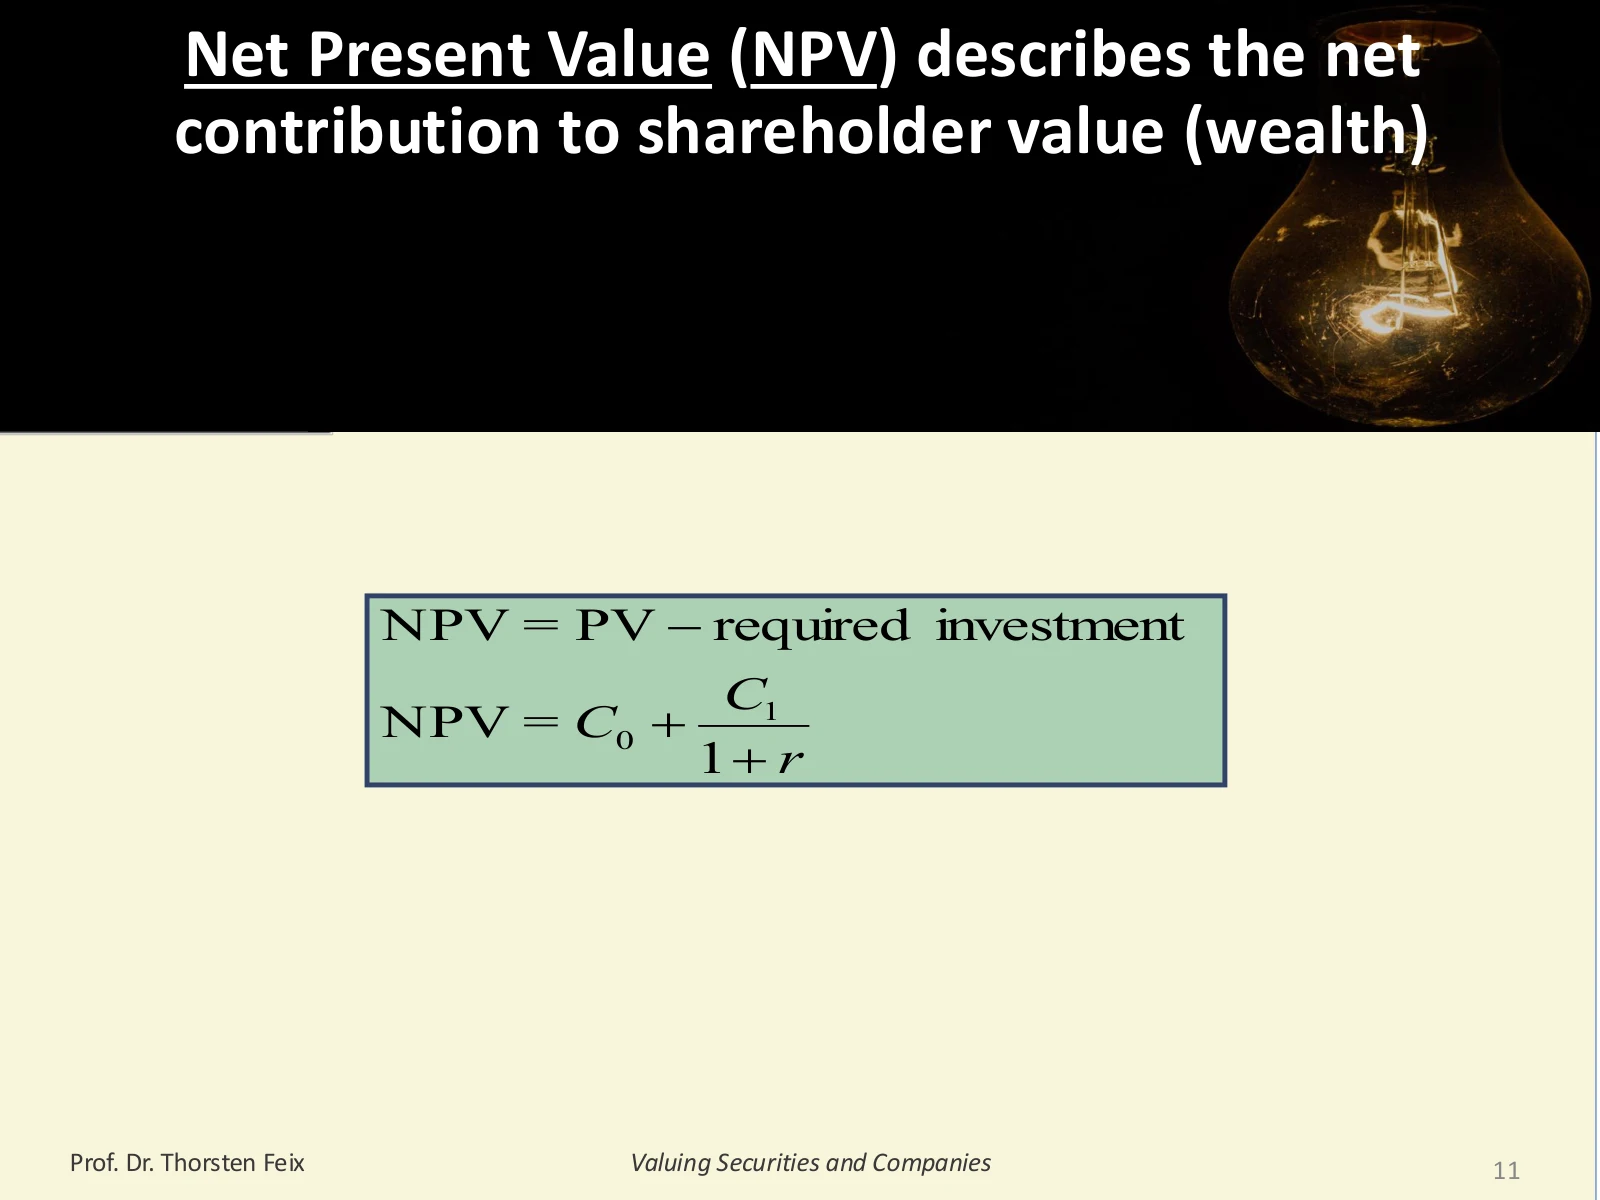 Net Present Value (NPV) describes the net
contribution to shareholder value (wealth)
NPV = PV − required investment
NPV = C₀ + C₁ / 1 + r
Prof. Dr. Thorsten Feix
Valuing Securities and Companies
11